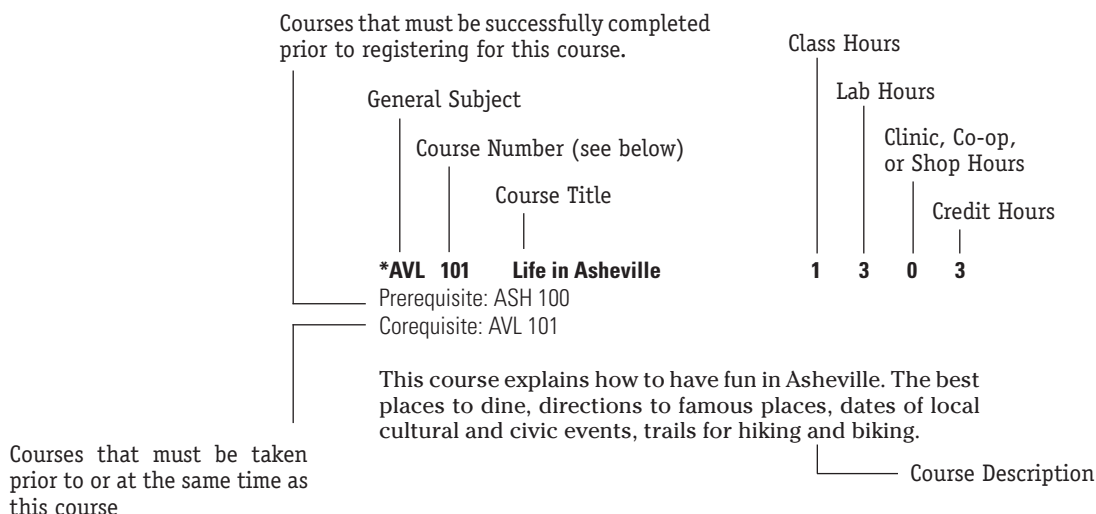 Courses that must be successfully completed
prior to registering for this course.
Class Hours
Lab Hours
General Subject
Clinic, Co-op,
or Shop Hours
Course Number (see below)
Course Title
Credit Hours
*AVL 101 Life in Asheville 1 3 0 3
Prerequisite: ASH 100
Corequisite: AVL 101
This course explains how to have fun in Asheville. The best
places to dine, directions to famous places, dates of local
cultural and civic events, trails for hiking and biking.
Courses that must be taken
prior to or at the same time as
this course
Course Description